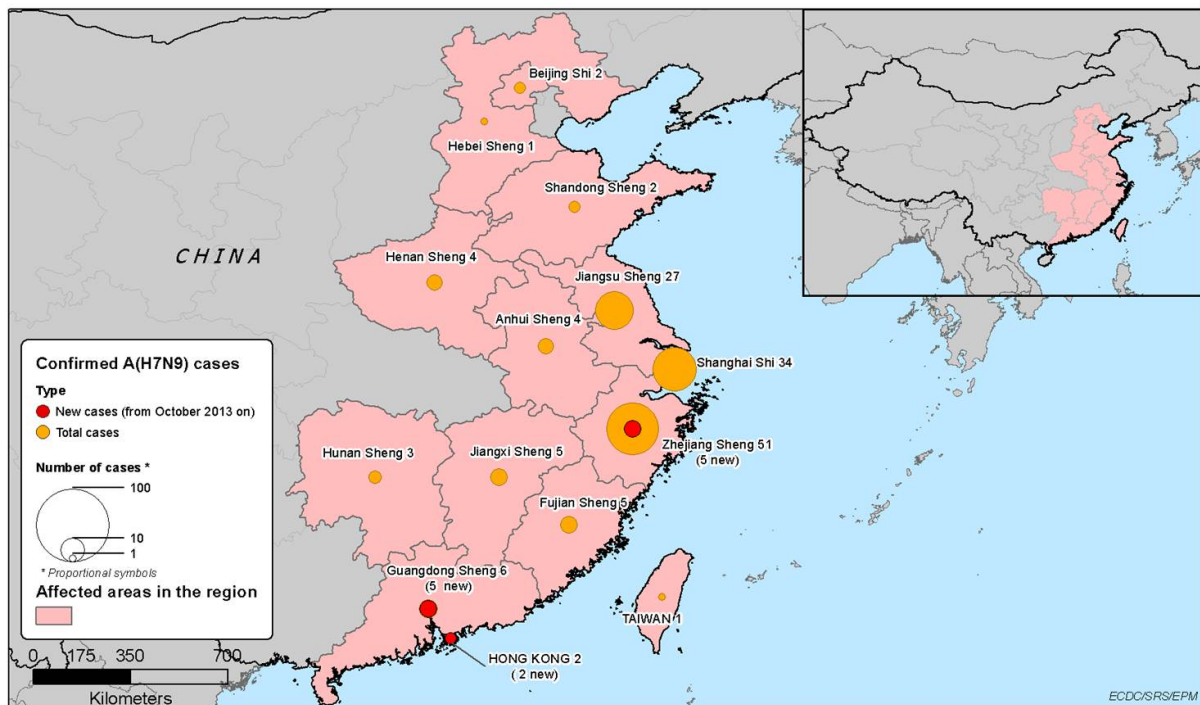 Beijing Shi 2
Hebei Sheng 1
Shandong Sheng 2
CHINA
Henan Sheng 4
Jiangsu Sheng 27
Anhui Sheng 4
Shanghai Shi 34
Hunan Sheng 3
Jiangxi Sheng 5
Zhejiang Sheng 51
(5 new)
Fujian Sheng 5
Guangdong Sheng 6
(5 new)
TAIWAN 1
HONG KONG 2
( 2 new)
Confirmed A(H7N9) cases
Type
New cases (from October 2013 on)
Total cases
Number of cases *
100
10
1
* Proportional symbols
Affected areas in the region
0 175 350 700
Kilometers
ECDC/SRS/EPM